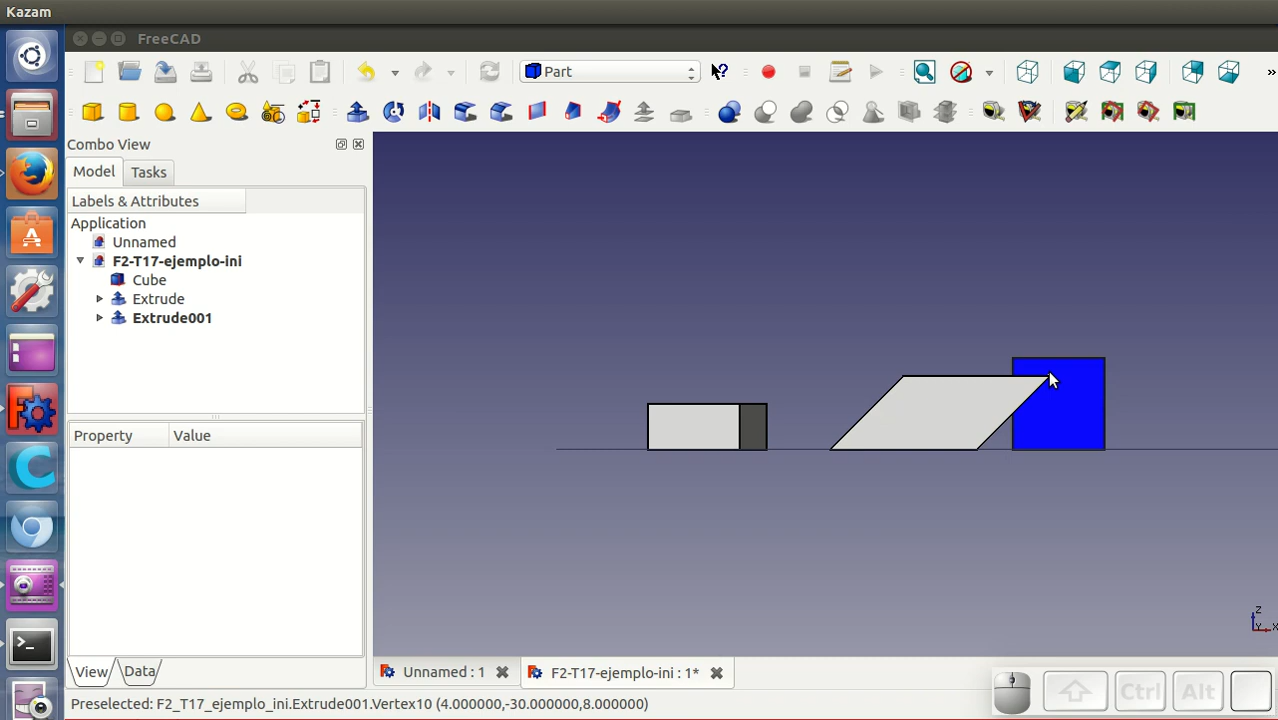 Kazam
FreeCAD
Part
»
Combo View
Model
Tasks
Labels & Attributes
Application
Unnamed
F2-T17-ejemplo-ini
Cube
Extrude
Extrude001
Property
Value
z
Y
x
View
Data
Unnamed : 1
F2-T17-ejemplo-ini : 1*
Ctrl
Alt
Preselected: F2_T17_ejemplo_ini.Extrude001.Vertex10 (4.000000,-30.000000,8.000000)